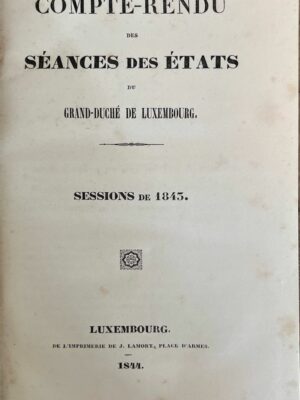 COMPTE-RENDU
DES
SÉANCES DES ÉTATS
DU
GRAND-DUCHÉ DE LUXEMBOURG.
SESSIONS DE 1843.
LUXEMBOURG.
DE L'IMPRIMERIE DE J. LAMORT, PLACE D'ARMES.
1844.